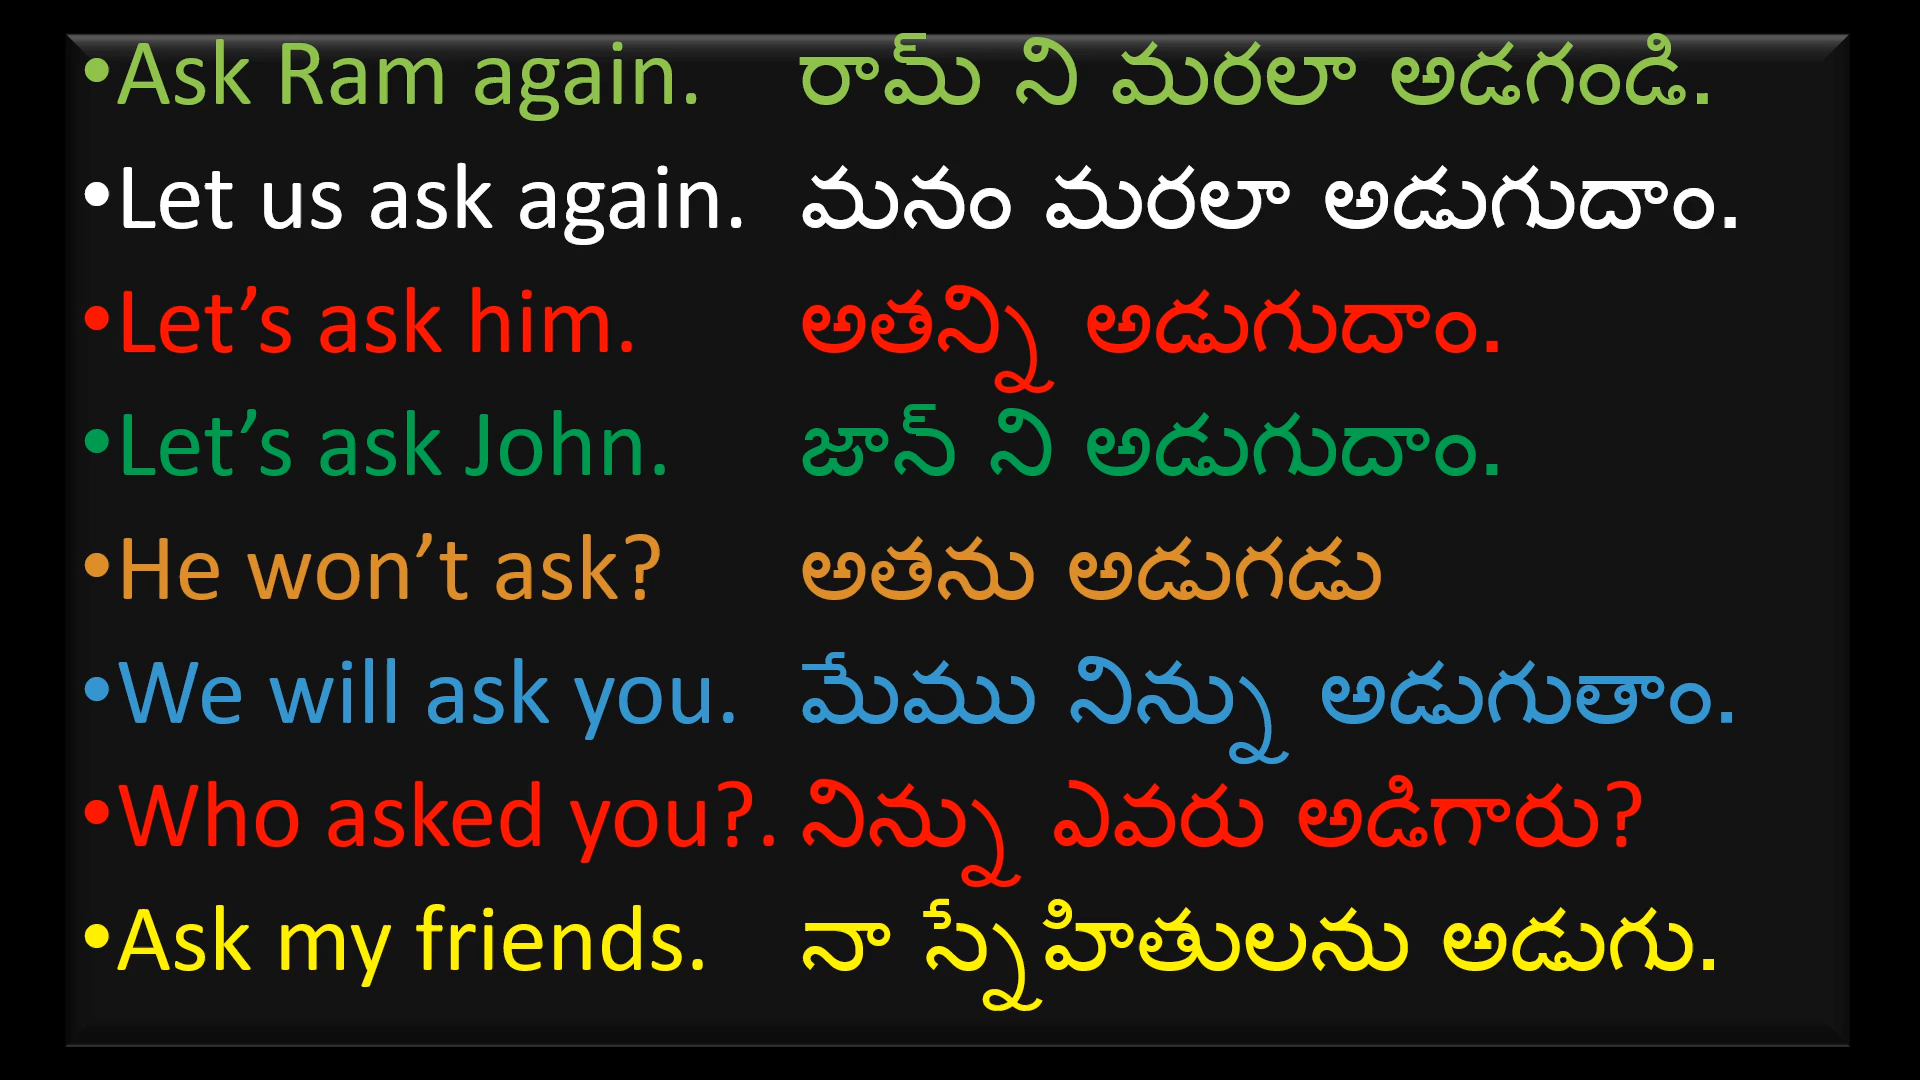 •Ask Ram again. రామ్ ని మరలా అడగండి.
•Let us ask again. మనం మరలా అడుగుదాం.
•Let’s ask him. అతన్ని అడుగుదాం.
•Let’s ask John. జాన్ ని అడుగుదాం.
•He won’t ask? అతను అడుగడు
•We will ask you. మేము నిన్ను అడుగుతాం.
•Who asked you?. నిన్ను ఎవరు అడిగారు?
•Ask my friends. నా స్నేహితులను అడుగు.